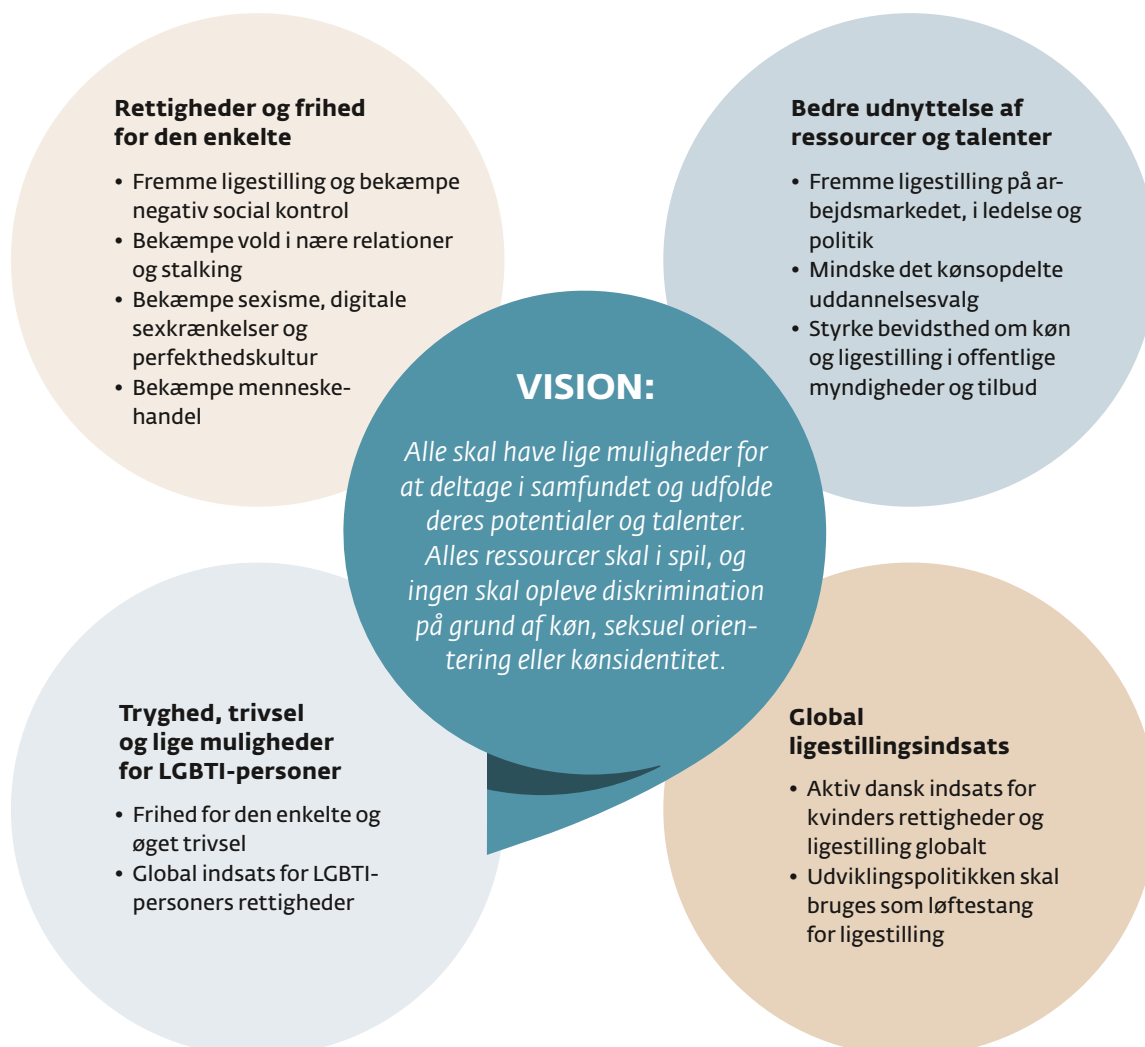 Rettigheder og frihed
for den enkelte
• Fremme ligestilling og bekæmpe
negativ social kontrol
• Bekæmpe vold i nære relationer
og stalking
• Bekæmpe sexisme, digitale
sexkrænkelser og
perfekthedskultur
• Bekæmpe menneske-
handel
Bedre udnyttelse af
ressourcer og talenter
• Fremme ligestilling på ar-
bejdsmarkedet, i ledelse og
politik
• Mindske det kønsopdelte
uddannelsesvalg
• Styrke bevidsthed om køn
og ligestilling i offentlige
myndigheder og tilbud
VISION:
Alle skal have lige muligheder for
at deltage i samfundet og udfolde
deres potentialer og talenter.
Alles ressourcer skal i spil, og
ingen skal opleve diskrimination
på grund af køn, seksuel orien-
tering eller kønsidentitet.
Tryghed, trivsel
og lige muligheder
for LGBTI-personer
• Frihed for den enkelte og
øget trivsel
• Global indsats for LGBTI-
personers rettigheder
Global
ligestillingsindsats
• Aktiv dansk indsats for
kvinders rettigheder og
ligestilling globalt
• Udviklingspolitikken skal
bruges som løftestang
for ligestilling